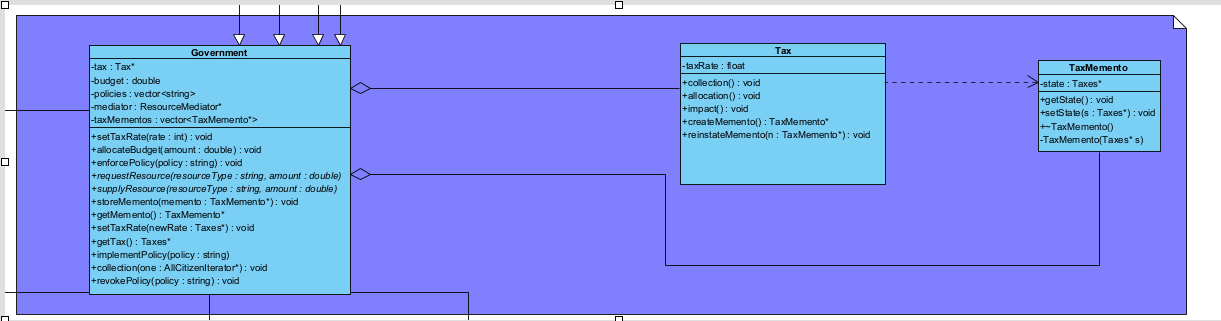 Government
-tax : Tax*
-budget : double
-policies : vector<string>
-mediator : ResourceMediator*
-taxMementos : vector<TaxMemento*>
+setTaxRate(rate : int) : void
+allocateBudget(amount : double) : void
+enforcePolicy(policy : string) : void
+requestResource(resourceType : string, amount : double)
+supplyResource(resourceType : string, amount : double)
+storeMemento(memento : TaxMemento*) : void
+getMemento() : TaxMemento*
+setTaxRate(newRate : Taxes*) : void
+getTax() : Taxes*
+implementPolicy(policy : string)
+collection(one : AllCitizenIterator*) : void
+revokePolicy(policy : string) : void
Tax
-taxRate : float
+collection() : void
+allocation() : void
+impact() : void
+createMemento() : TaxMemento*
+reinstateMemento(n : TaxMemento*) : void
TaxMemento
-state : Taxes*
+getState() : void
+setState(s : Taxes*) : void
+~TaxMemento()
-TaxMemento(Taxes* s)